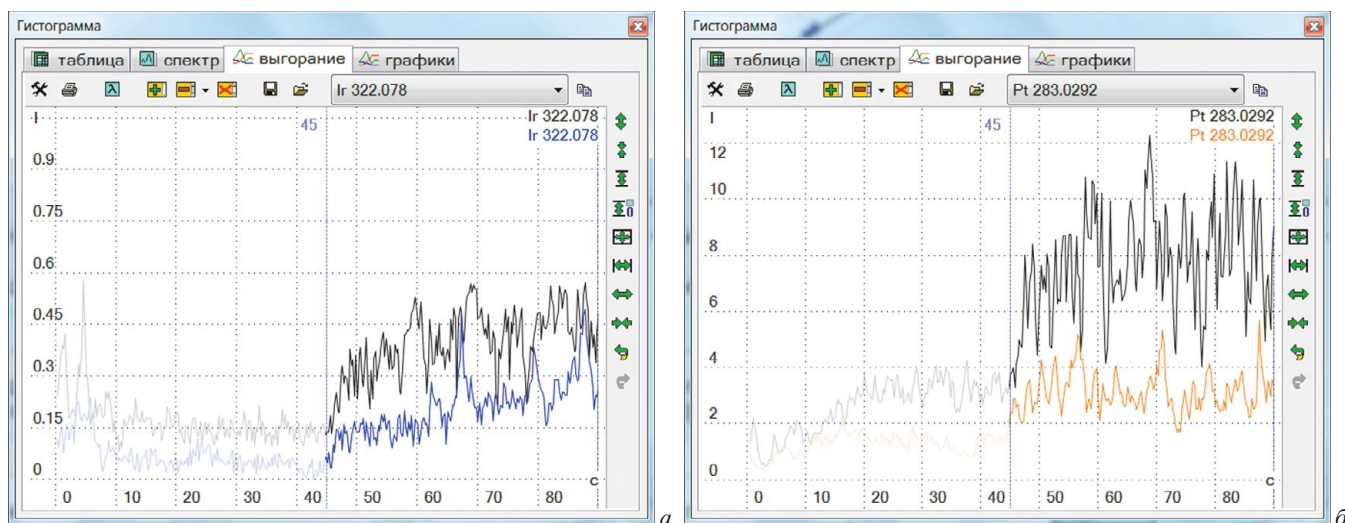 Гистограмма
таблица спектр выгорание графики
Ir 322.078
I
45
Ir 322.078
Ir 322.078
0.9
0.75
0.6
0.45
0.3
0.15
0
с
0 10 20 30 40 50 60 70 80
а
Гистограмма
таблица спектр выгорание графики
Pt 283.0292
I
45
Pt 283.0292
Pt 283.0292
12
10
8
6
4
2
0
с
0 10 20 30 40 50 60 70 80
б